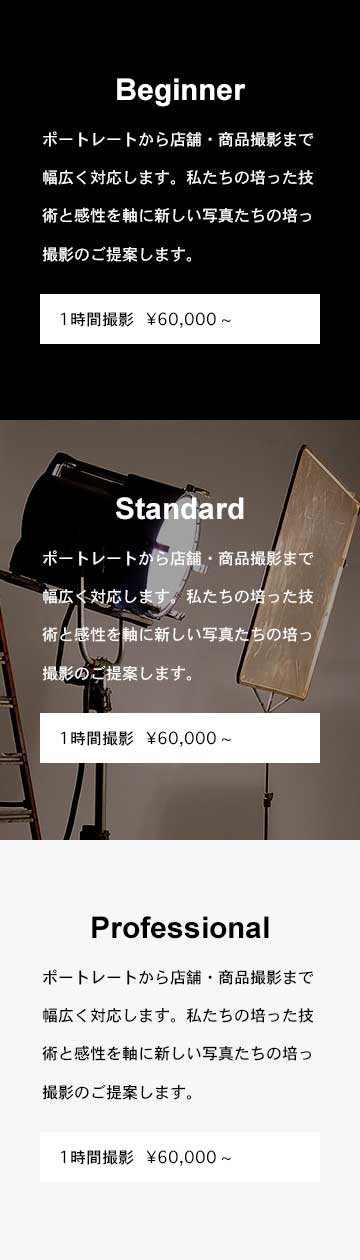 Beginner
ポートレートから店舗・商品撮影まで
幅広く対応します。私たちの培った技
術と感性を軸に新しい写真たちの培っ
撮影のご提案します。
1時間撮影 ¥60,000～
Standard
ポートレートから店舗・商品撮影まで
幅広く対応します。私たちの培った技
術と感性を軸に新しい写真たちの培っ
撮影のご提案します。
1時間撮影 ¥60,000～
Professional
ポートレートから店舗・商品撮影まで
幅広く対応します。私たちの培った技
術と感性を軸に新しい写真たちの培っ
撮影のご提案します。
1時間撮影 ¥60,000～